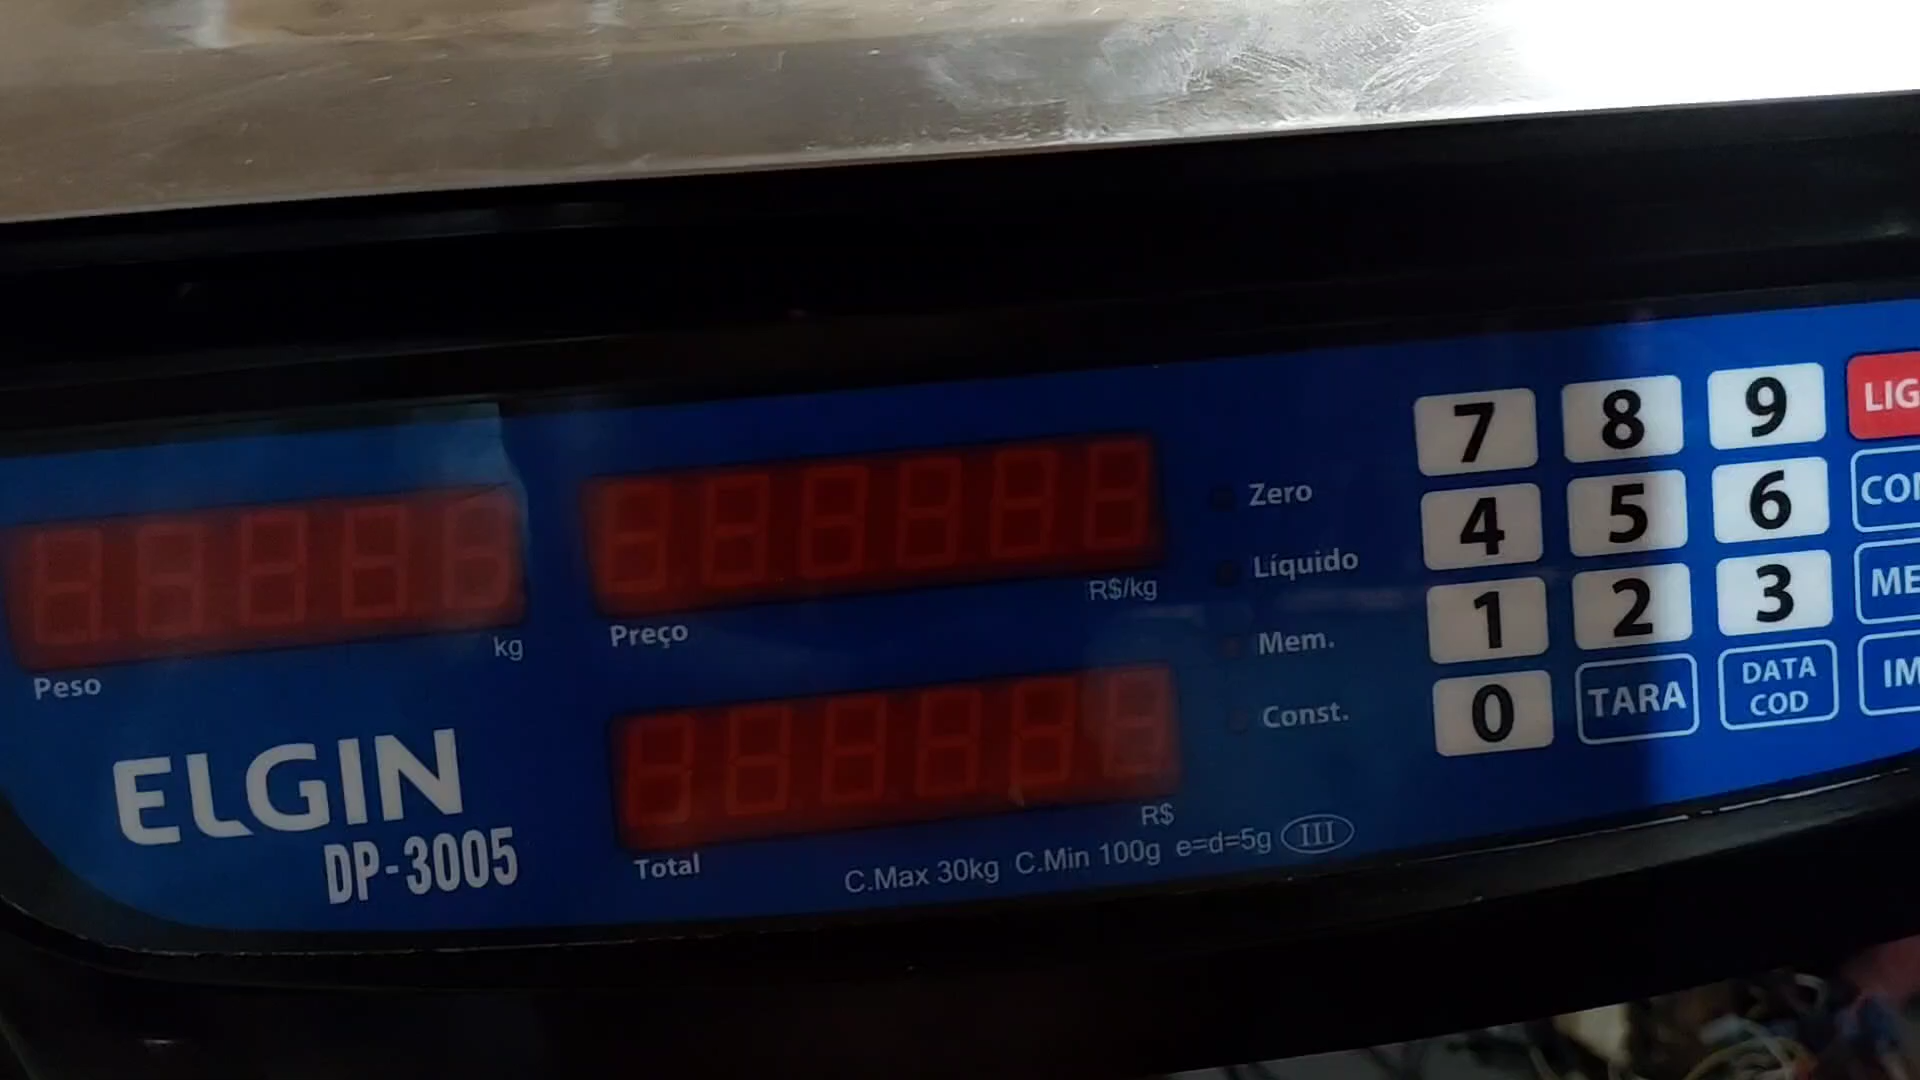 kg
Peso
R$/kg
Preço
R$
Total
Zero
Líquido
Mem.
Const.
ELGIN
DP-3005
C.Max 30kg C.Min 100g e=d=5g III
7 8 9
4 5 6
1 2 3
0 TARA DATA COD
LIG
CO
ME
IM